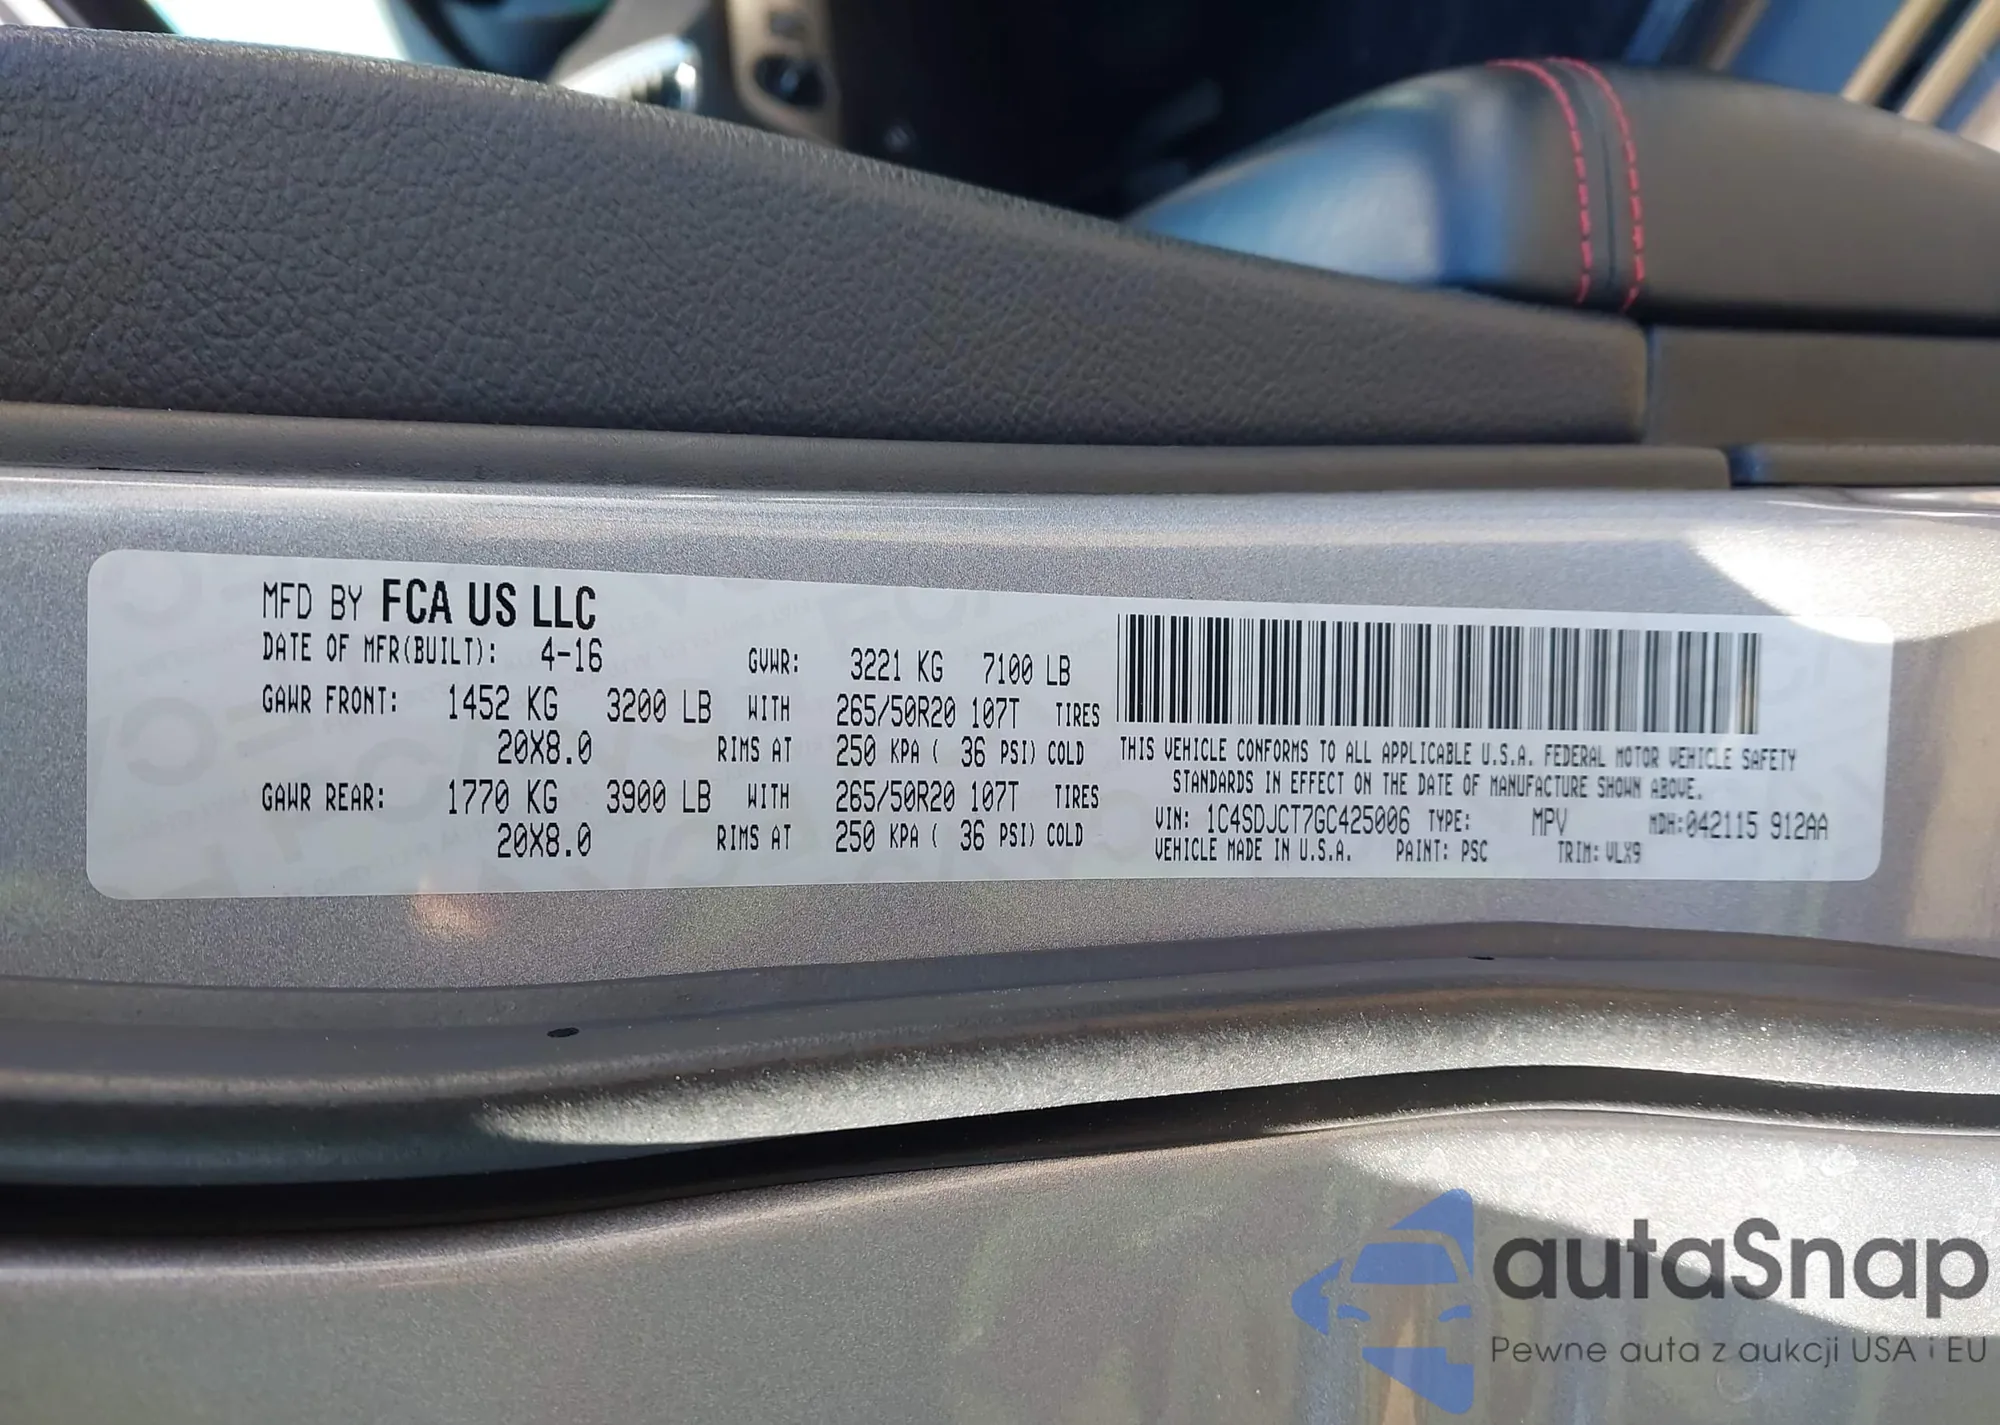 MFD BY FCA US LLC
DATE OF MFR(BUILT): 4-16 GVWR: 3221 KG 7100 LB
GAWR FRONT: 1452 KG 3200 LB WITH 265/50R20 107T TIRES
20X8.0 RIMS AT 250 KPA ( 36 PSI) COLD
GAWR REAR: 1770 KG 3900 LB WITH 265/50R20 107T TIRES
20X8.0 RIMS AT 250 KPA ( 36 PSI) COLD
THIS VEHICLE CONFORMS TO ALL APPLICABLE U.S.A. FEDERAL MOTOR VEHICLE SAFETY
STANDARDS IN EFFECT ON THE DATE OF MANUFACTURE SHOWN ABOVE.
VIN: 1C4SDJCT7GC425006 TYPE: MPV MDH:042115 912AA
VEHICLE MADE IN U.S.A. PAINT: PSC TRIM: VLX9
autaSnap
Pewne auta z aukcji USA i EU